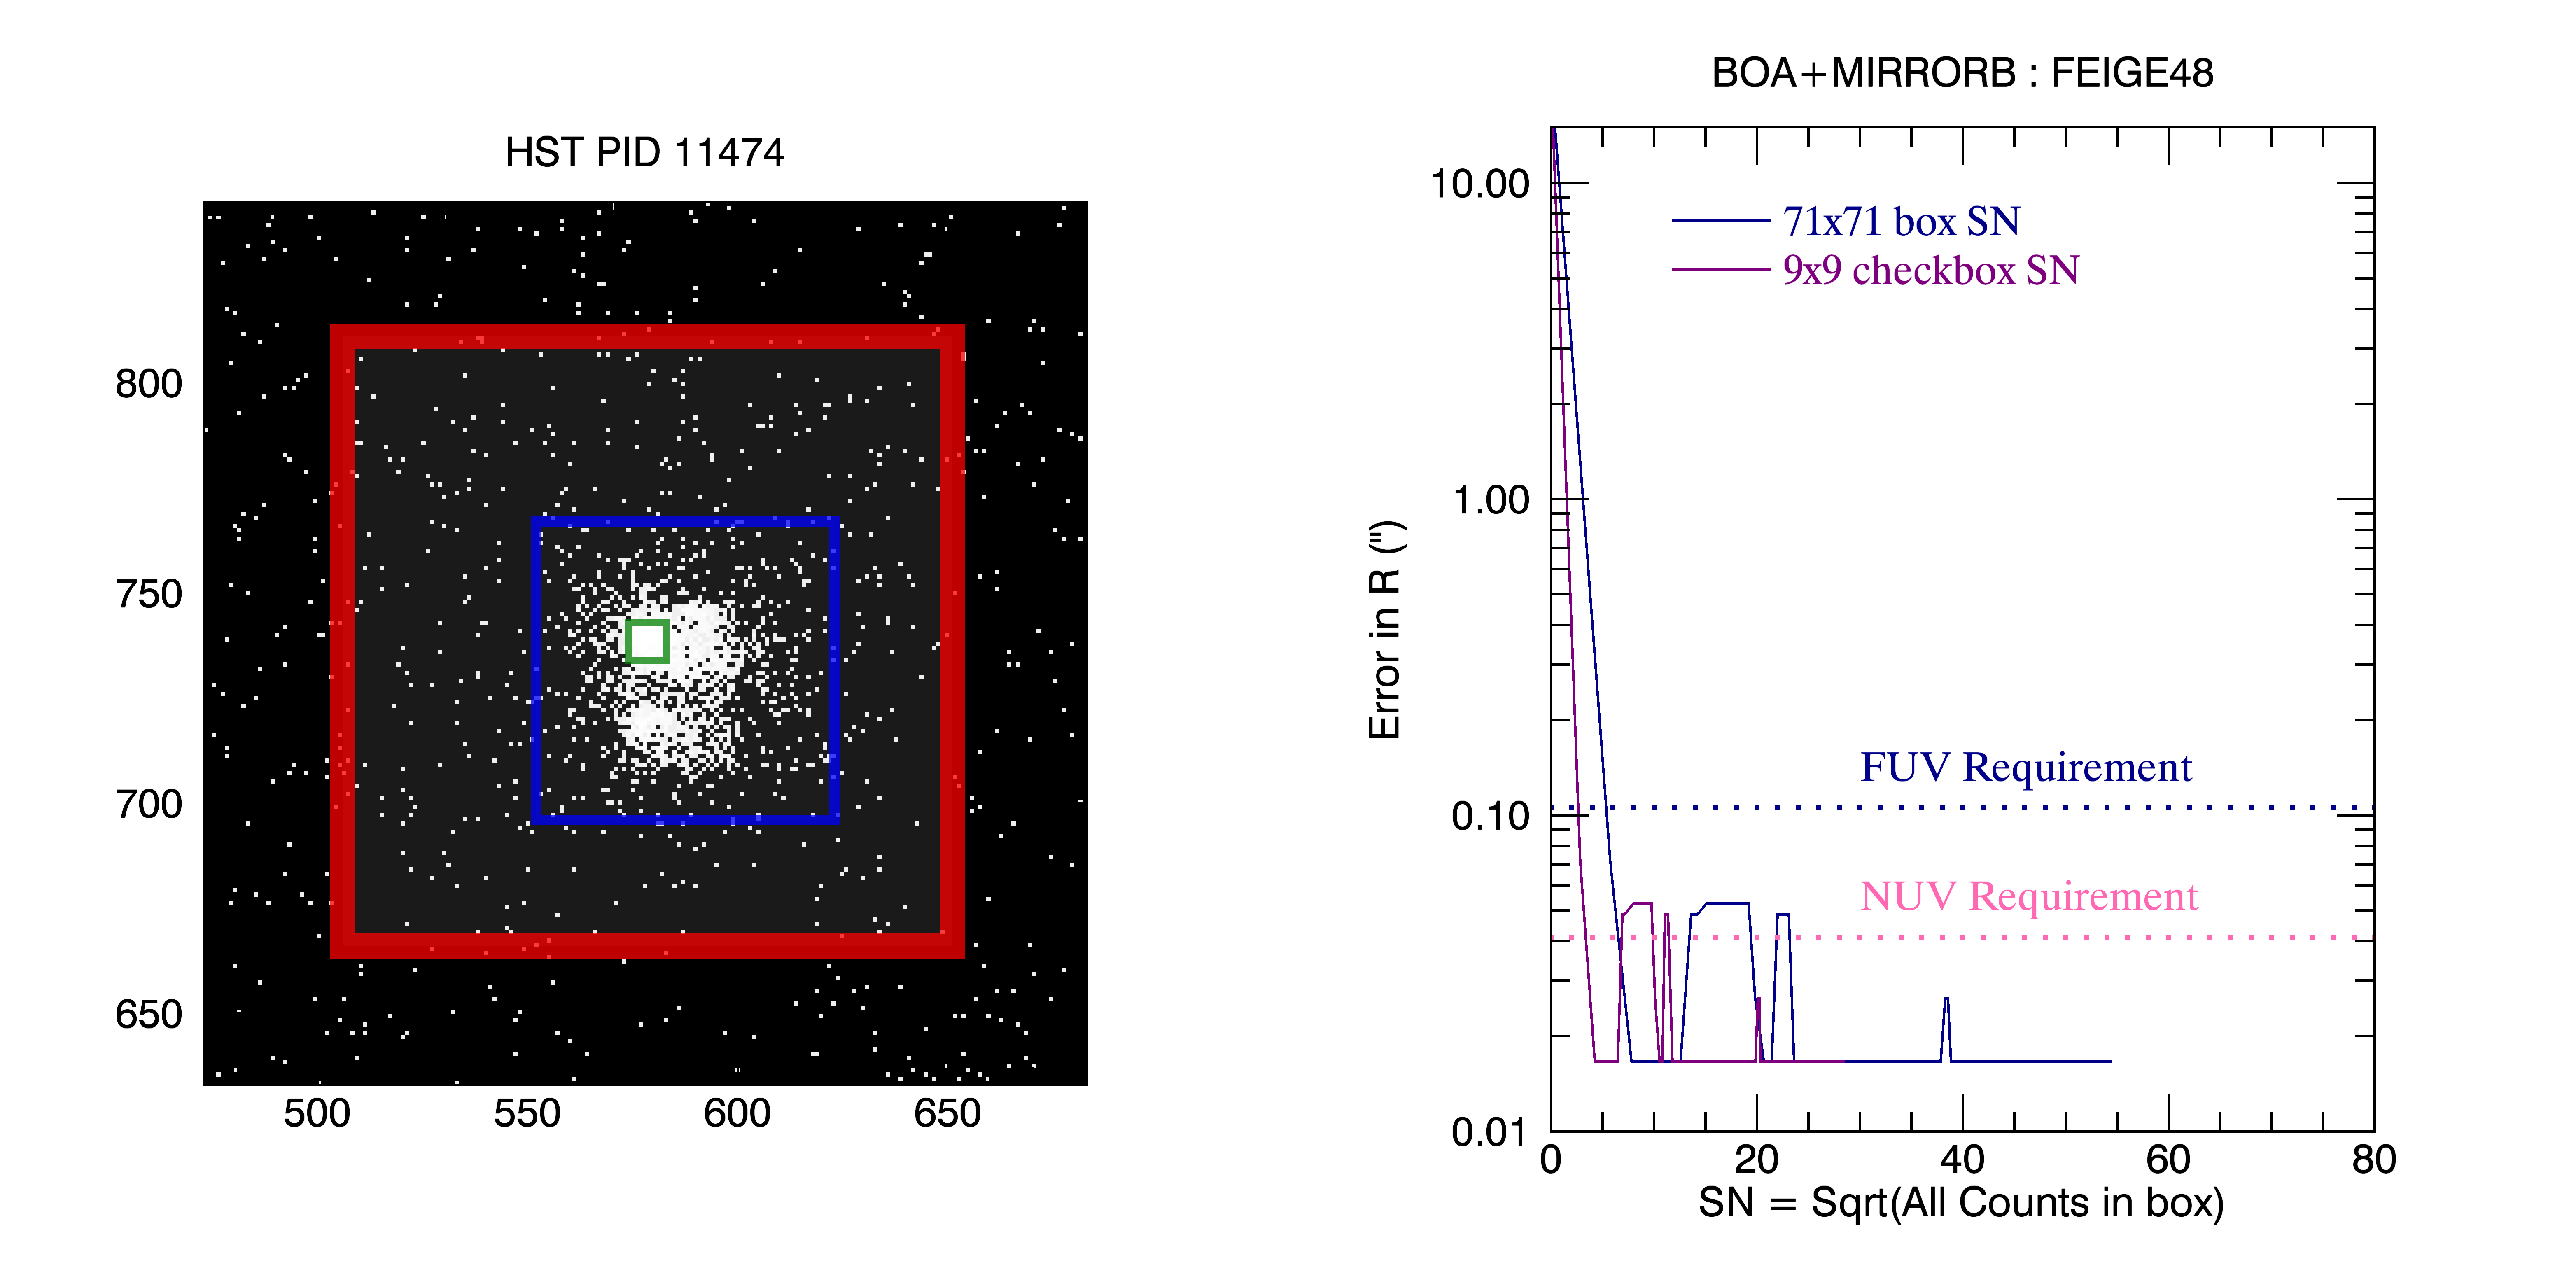 HST PID 11474
800
750
700
650
500 550 600 650
BOA+MIRRORB : FEIGE48
10.00
1.00
0.10
0.01
Error in R (")
71x71 box SN
9x9 checkbox SN
FUV Requirement
NUV Requirement
0 20 40 60 80
SN = Sqrt(All Counts in box)